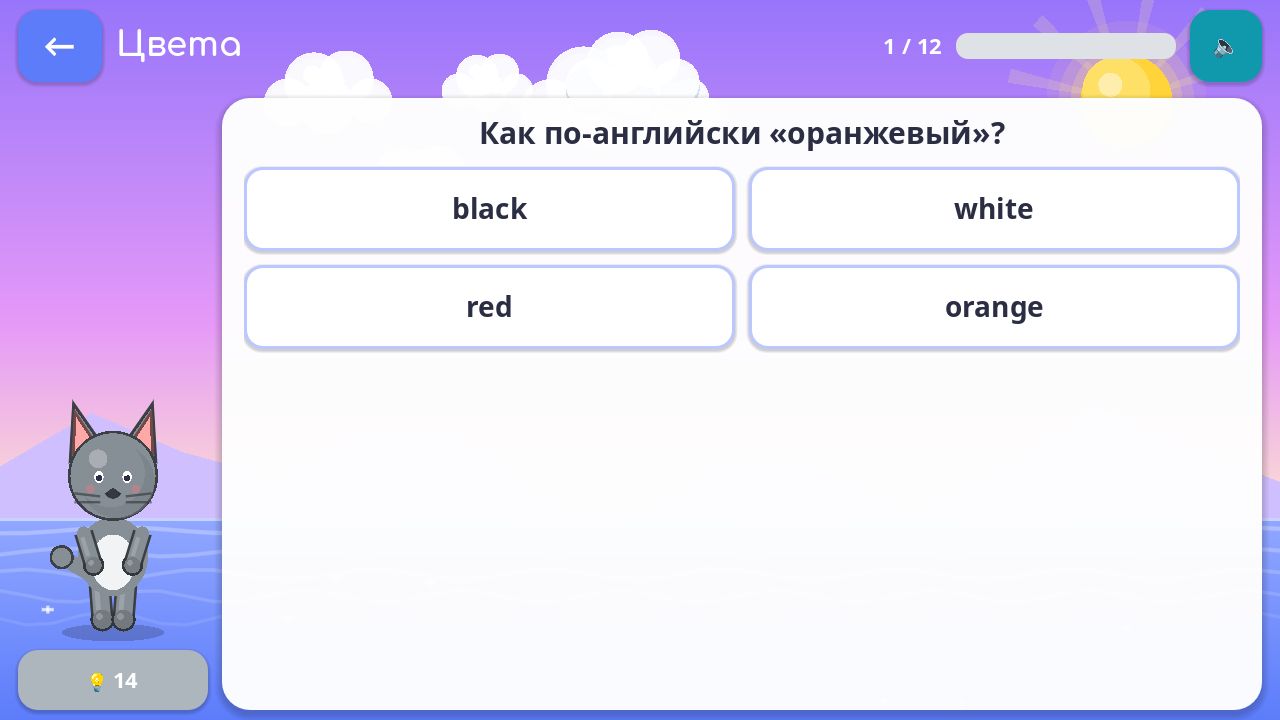 Цвета
1 / 12
Как по-английски «оранжевый»?
black
white
red
orange
14